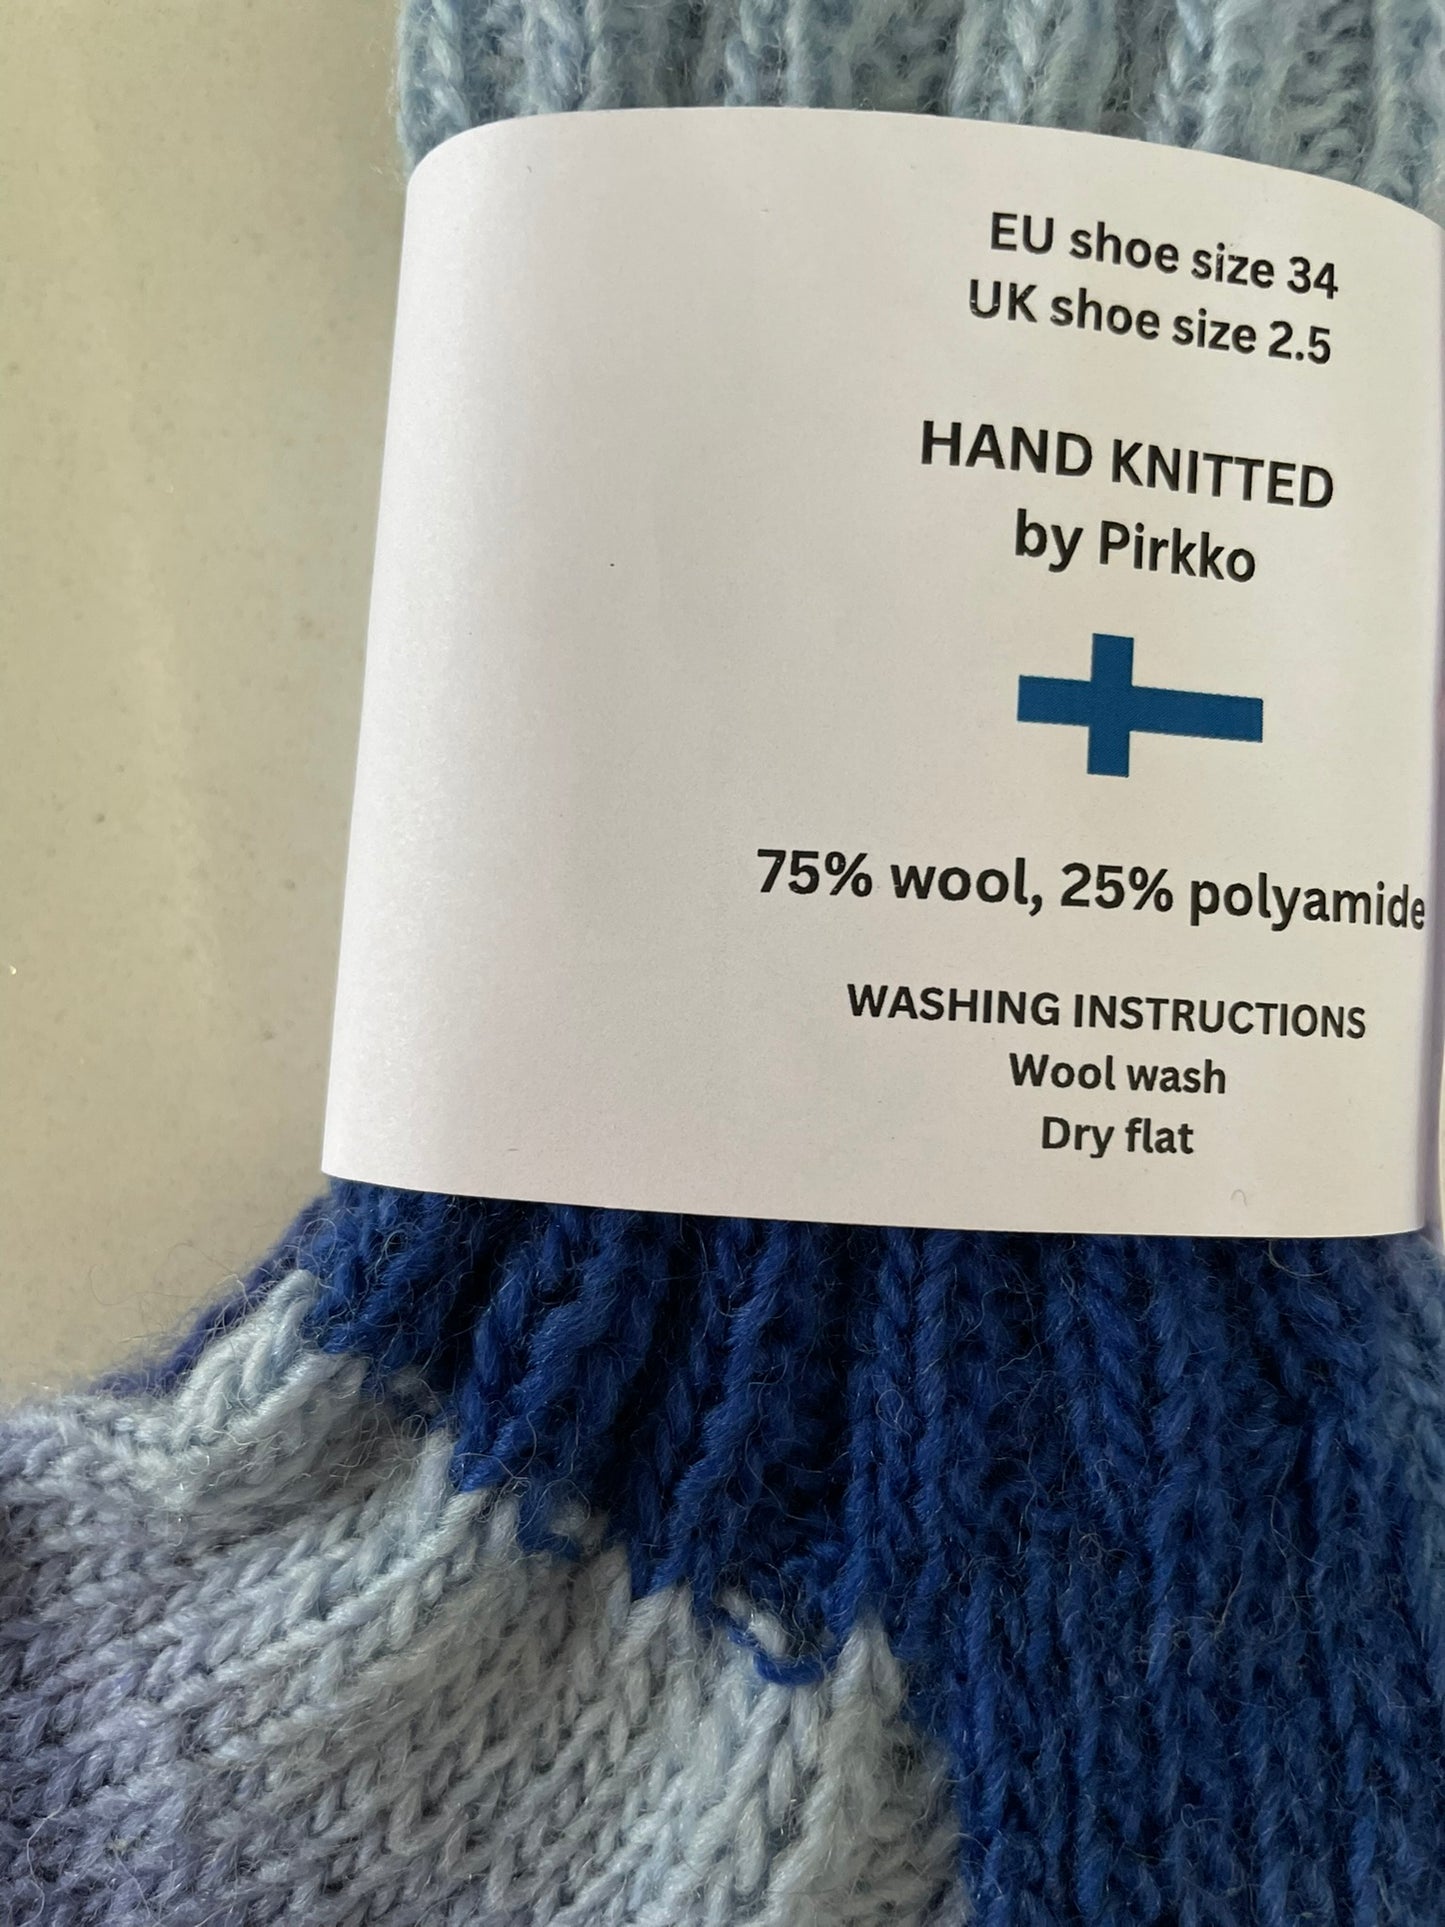 EU shoe size 34
UK shoe size 2.5
HAND KNITTED
by Pirkko
75% wool, 25% polyamide
WASHING INSTRUCTIONS
Wool wash
Dry flat